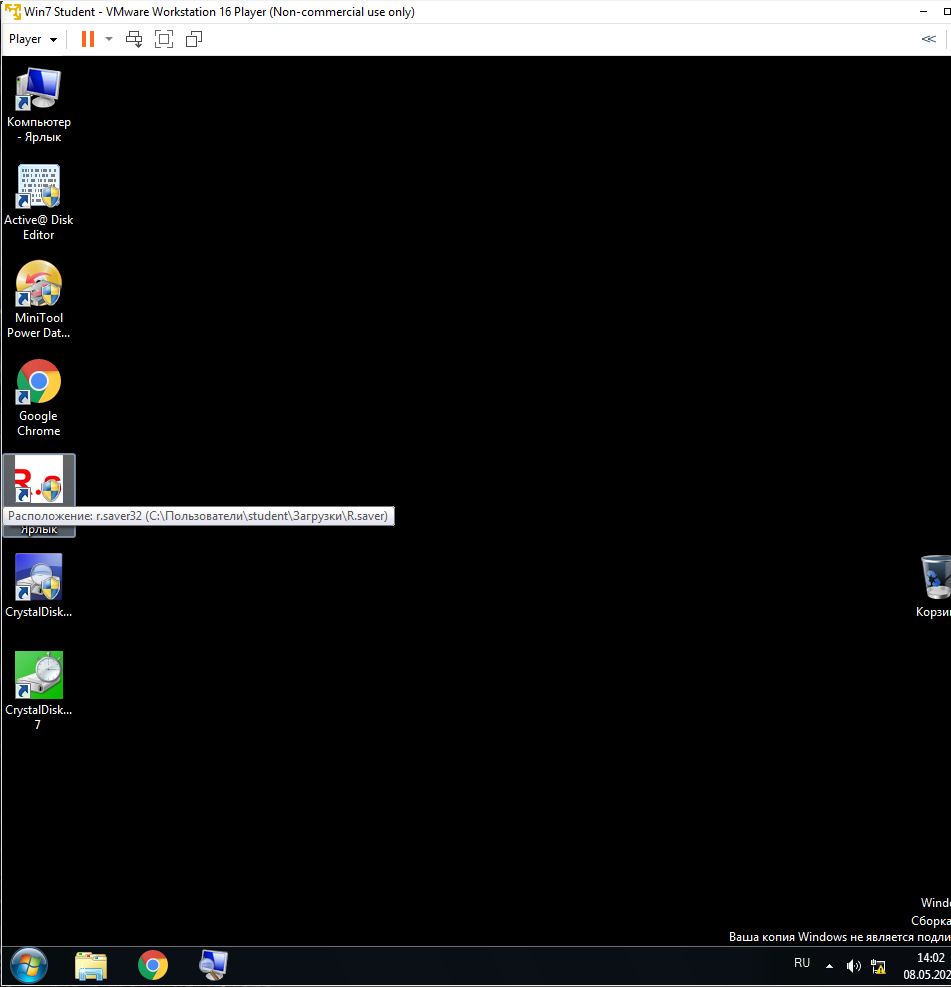 Win7 Student - VMware Workstation 16 Player (Non-commercial use only)
Player
Компьютер
- Ярлык
Active@ Disk
Editor
MiniTool
Power Dat...
Google
Chrome
R.s
Расположение: r.saver32 (C:\Пользователи\student\Загрузки\R.saver)
Ярлык
CrystalDisk...
CrystalDisk...
7
Корзи
Wind
Сборка
Ваша копия Windows не является подли
RU
14:02
08.05.202